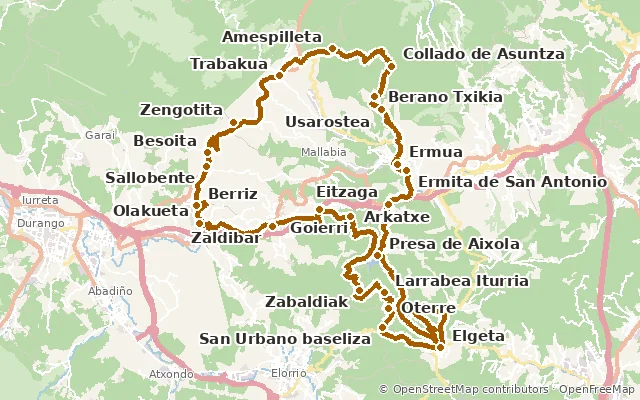 Amespilleta
Collado de Asuntza
Trabakua
Berano Txikia
Zengotita
Usarostea
Garai
Besoita
Mallabia
Ermua
Sallobente
Ermita de San Antonio
Berriz
Eitzaga
Iurreta
Olakueta
Arkatxe
Durango
Zaldibar
Goierri
Presa de Aixola
Larrabea Iturria
Abadiño
Zabaldiak
Oterre
San Urbano baseliza
Elgeta
Atxondo
Elorrio
© OpenStreetMap contributors · OpenFreeMap